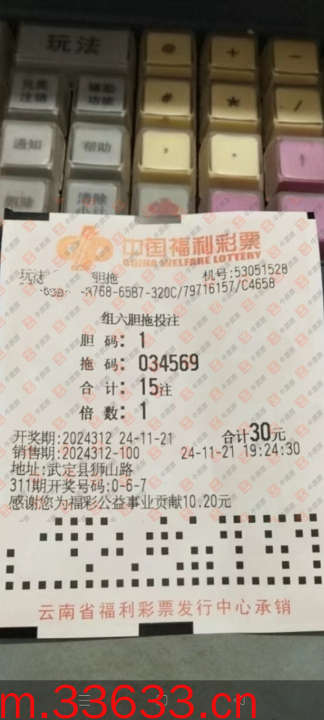 玩法
@
+
-
#
*
/
通知
帮助
清除
中国福利彩票
CHINA WELFARE LOTTERY
胆拖
机号:53051528
-8768-6587-320C/79716157/C4658
组六胆拖投注
胆 码: 1
拖 码: 034569
合 计: 15注
倍 数: 1
开奖期:2024312 24-11-21 合计30元
销售期:2024312-100 24-11-21 19:24:30
地址:武定县狮山路
311期开奖号码:0-6-7
感谢您为福彩公益事业贡献10.20元
云南省福利彩票发行中心承销
m.33633.cn